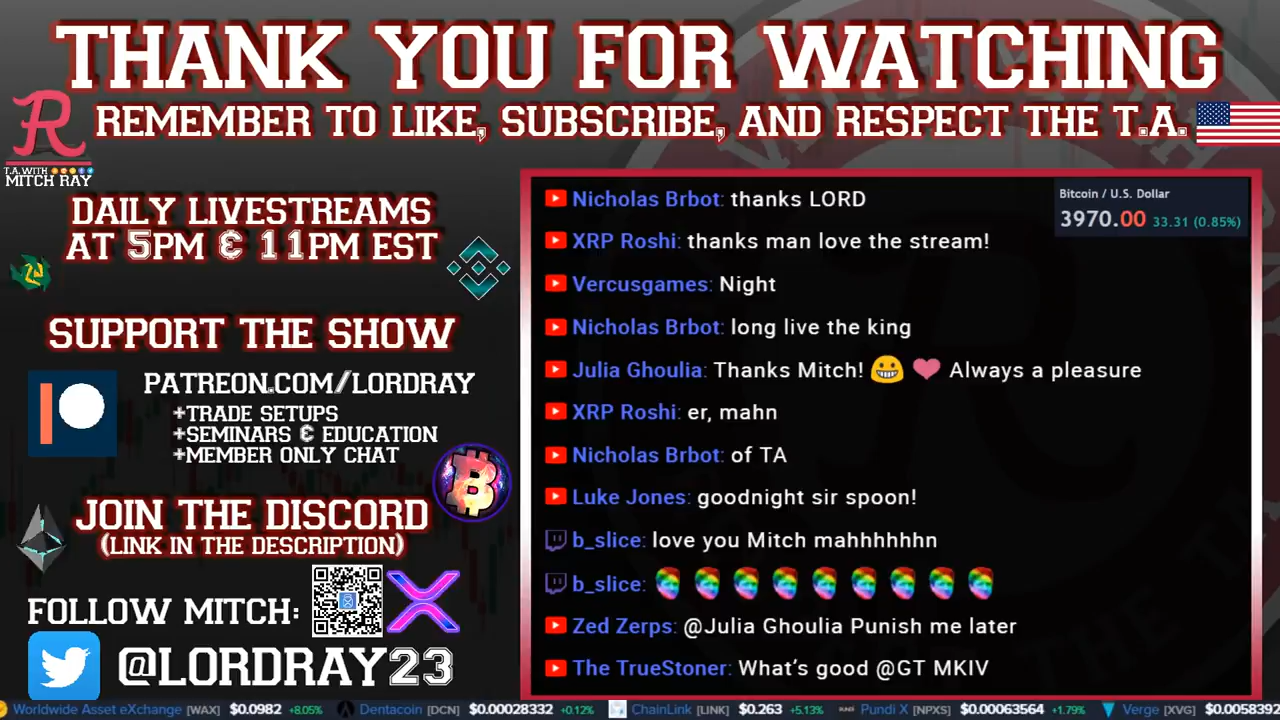 THANK YOU FOR WATCHING
REMEMBER TO LIKE, SUBSCRIBE, AND RESPECT THE T.A.
R
T.A. WITH
MITCH RAY
DAILY LIVESTREAMS
AT 5PM & 11PM EST
SUPPORT THE SHOW
PATREON.COM/LORDRAY
+TRADE SETUPS
+SEMINARS & EDUCATION
+MEMBER ONLY CHAT
JOIN THE DISCORD
(LINK IN THE DESCRIPTION)
FOLLOW MITCH:
@LORDRAY23
Bitcoin / U.S. Dollar
3970.00 33.31 (0.85%)
Nicholas Brbot: thanks LORD
XRP Roshi: thanks man love the stream!
Vercusgames: Night
Nicholas Brbot: long live the king
Julia Ghoulia: Thanks Mitch! 😀 ❤ Always a pleasure
XRP Roshi: er, mahn
Nicholas Brbot: of TA
Luke Jones: goodnight sir spoon!
b_slice: love you Mitch mahhhhhhn
b_slice:
Zed Zerps: @Julia Ghoulia Punish me later
The TrueStoner: What's good @GT MKIV
Worldwide Asset eXchange [WAX] $0.0982 +8.05% Dentacoin [DCN] $0.00028332 +0.12% ChainLink [LINK] $0.263 +5.13% Pundi X [NPXS] $0.00063564 +1.79% Verge [XVG] $0.0058392